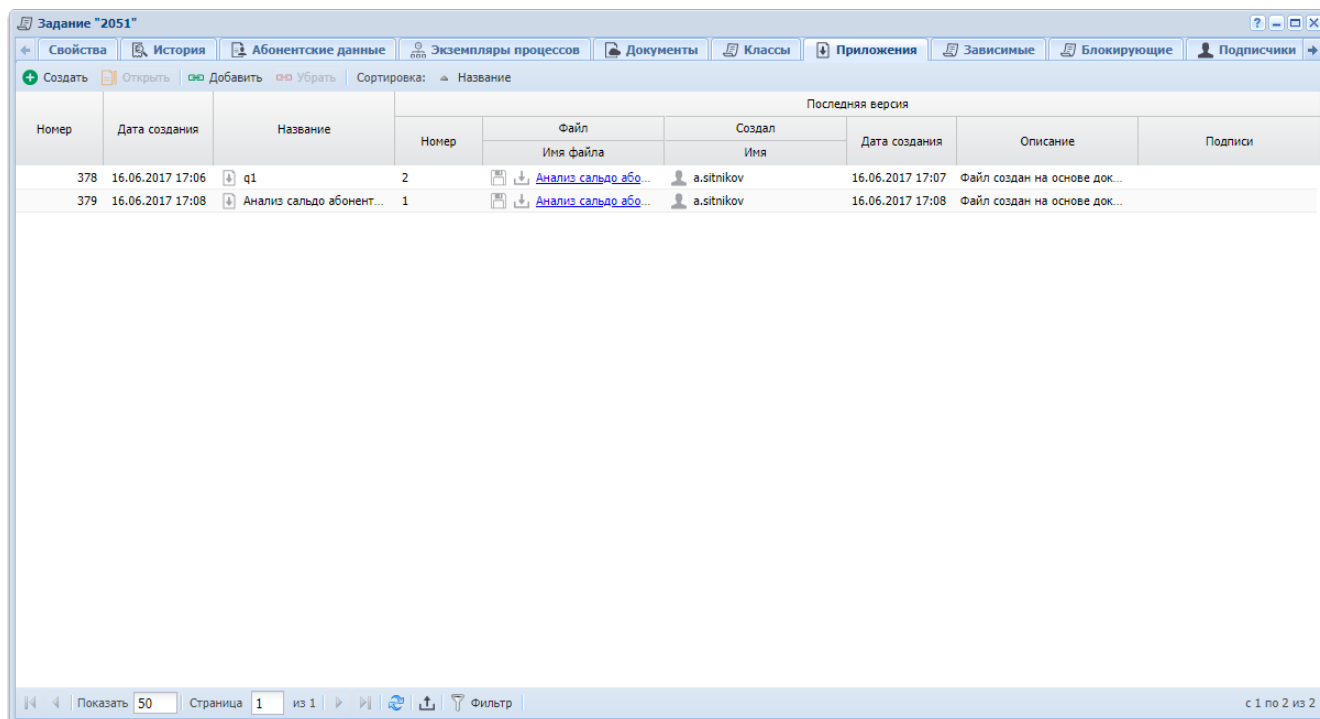 Задание "2051"
Свойства История Абонентские данные Экземпляры процессов Документы Классы Приложения Зависимые Блокирующие Подписчики
Создать Открыть Добавить Убрать Сортировка: Название
Последняя версия
Номер Дата создания Название Номер Файл Создал Дата создания Описание Подписи
Имя файла Имя
378 16.06.2017 17:06 q1 2 Анализ сальдо або... a.sitnikov 16.06.2017 17:07 Файл создан на основе док...
379 16.06.2017 17:08 Анализ сальдо абонент... 1 Анализ сальдо або... a.sitnikov 16.06.2017 17:08 Файл создан на основе док...
Показать 50 Страница 1 из 1 Фильтр с 1 по 2 из 2